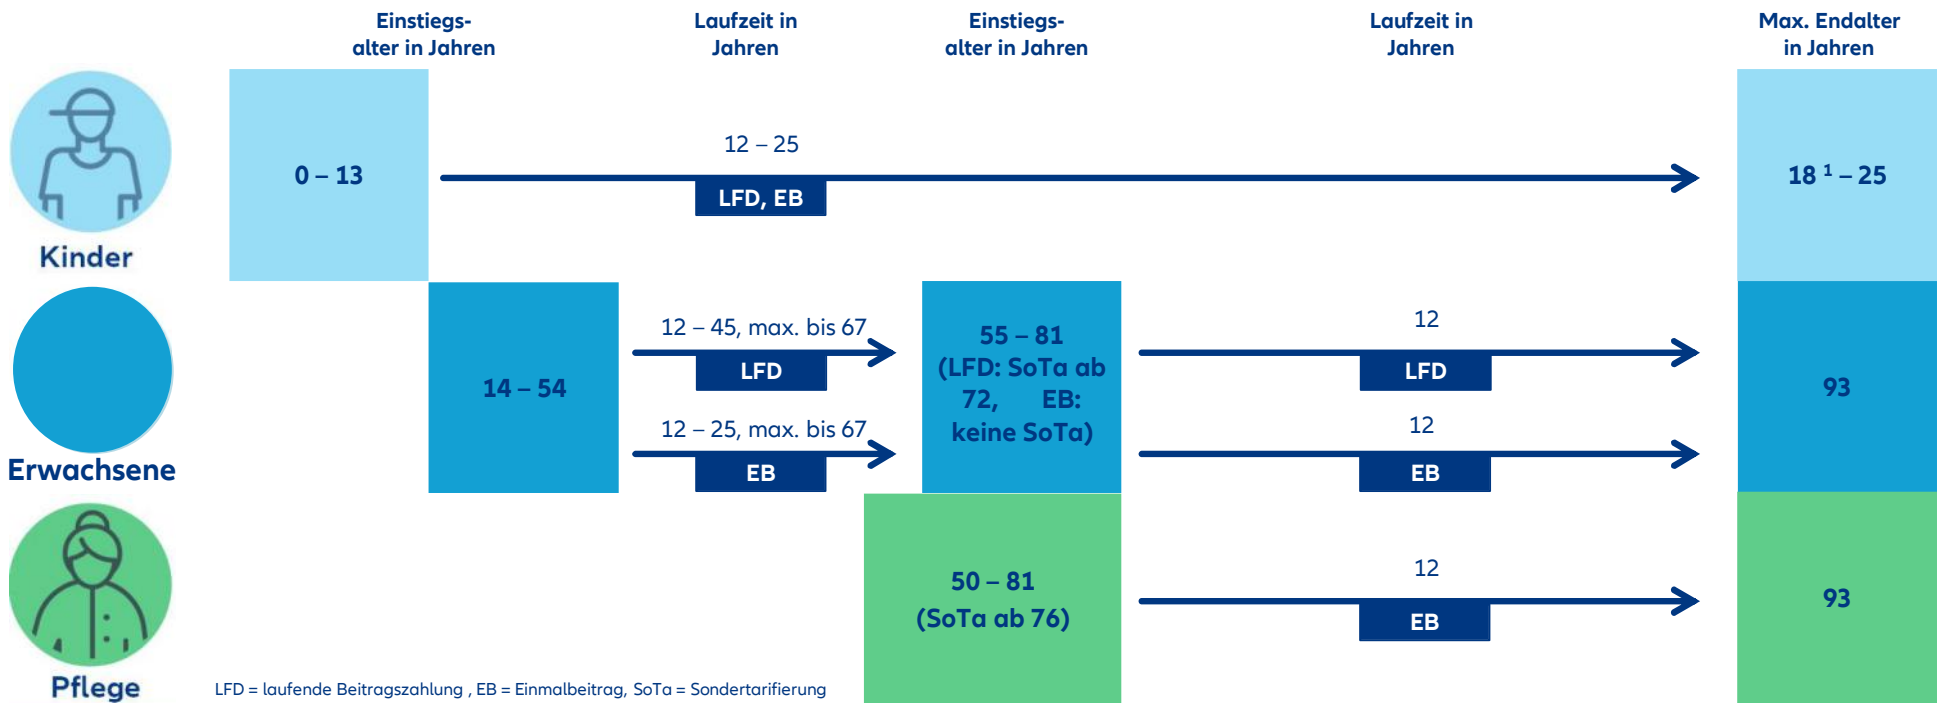 Einstiegs-
alter in Jahren
Laufzeit in
Jahren
Einstiegs-
alter in Jahren
Laufzeit in
Jahren
Max. Endalter
in Jahren
Kinder
0 – 13
12 – 25
LFD, EB
18 ¹ – 25
Erwachsene
14 – 54
12 – 45, max. bis 67
LFD
12 – 25, max. bis 67
EB
55 – 81
(LFD: SoTa ab
72, EB:
keine SoTa)
12
LFD
12
EB
93
Pflege
50 – 81
(SoTa ab 76)
12
EB
93
LFD = laufende Beitragszahlung , EB = Einmalbeitrag, SoTa = Sondertarifierung